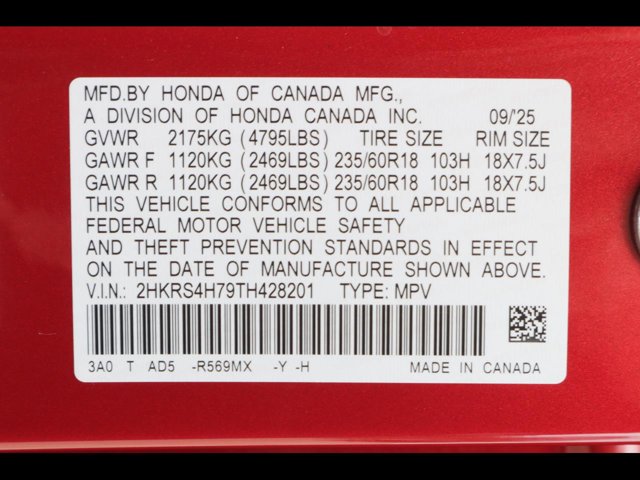 MFD.BY HONDA OF CANADA MFG.,
A DIVISION OF HONDA CANADA INC. 09/'25
GVWR 2175KG (4795LBS) TIRE SIZE RIM SIZE
GAWR F 1120KG (2469LBS) 235/60R18 103H 18X7.5J
GAWR R 1120KG (2469LBS) 235/60R18 103H 18X7.5J
THIS VEHICLE CONFORMS TO ALL APPLICABLE
FEDERAL MOTOR VEHICLE SAFETY
AND THEFT PREVENTION STANDARDS IN EFFECT
ON THE DATE OF MANUFACTURE SHOWN ABOVE.
V.I.N.: 2HKRS4H79TH428201 TYPE: MPV
3A0 T AD5 -R569MX -Y -H MADE IN CANADA